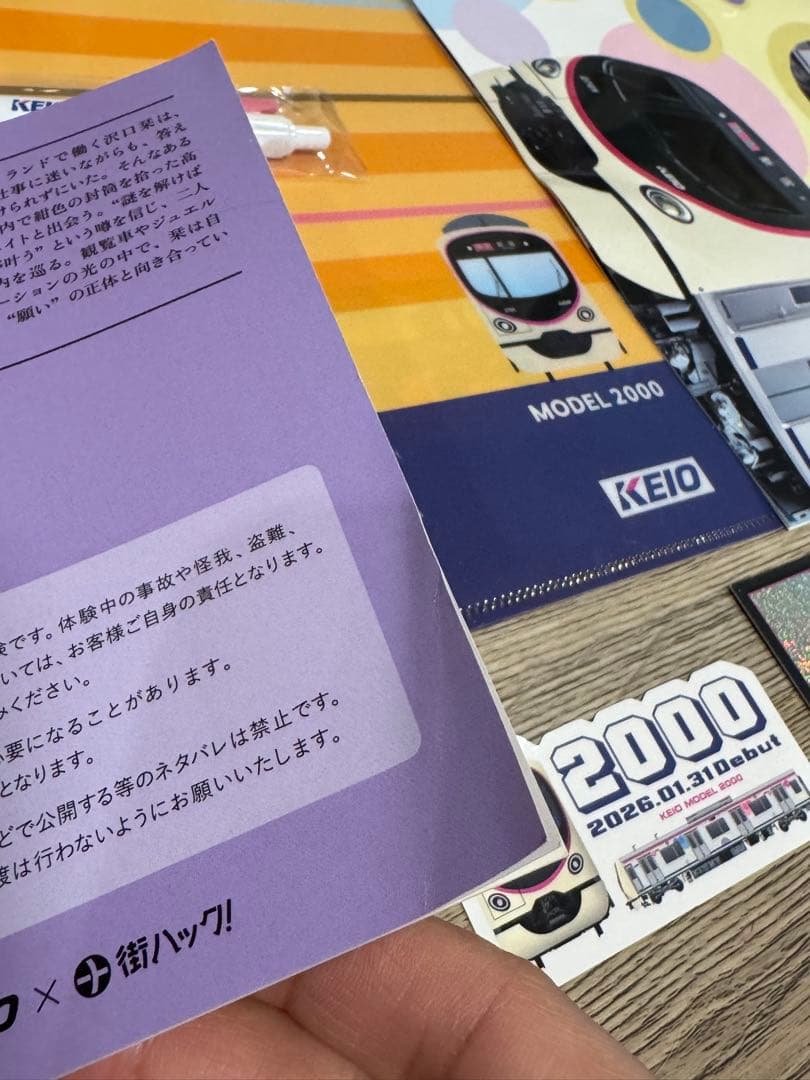 KEIO
ランドで働く沢口栞は、
仕事に迷いながらも、答え
けられずにいた。そんなある
内で紺色の封筒を拾った高
イトと出会う。“謎を解けば
叶う”という噂を信じ、二人
内を巡る。観覧車やジュエル
ーションの光の中で、栞は自
“願い”の正体と向き合ってい
験です。体験中の事故や怪我、盗難、
いては、お客様ご自身の責任となります。
みください。
必要になることがあります。
となります。
どで公開する等のネタバレは禁止です。
度は行わないようにお願いいたします。
× 街ハック!
MODEL 2000
KEIO
2000
2026.01.31 Debut
KEIO MODEL 2000